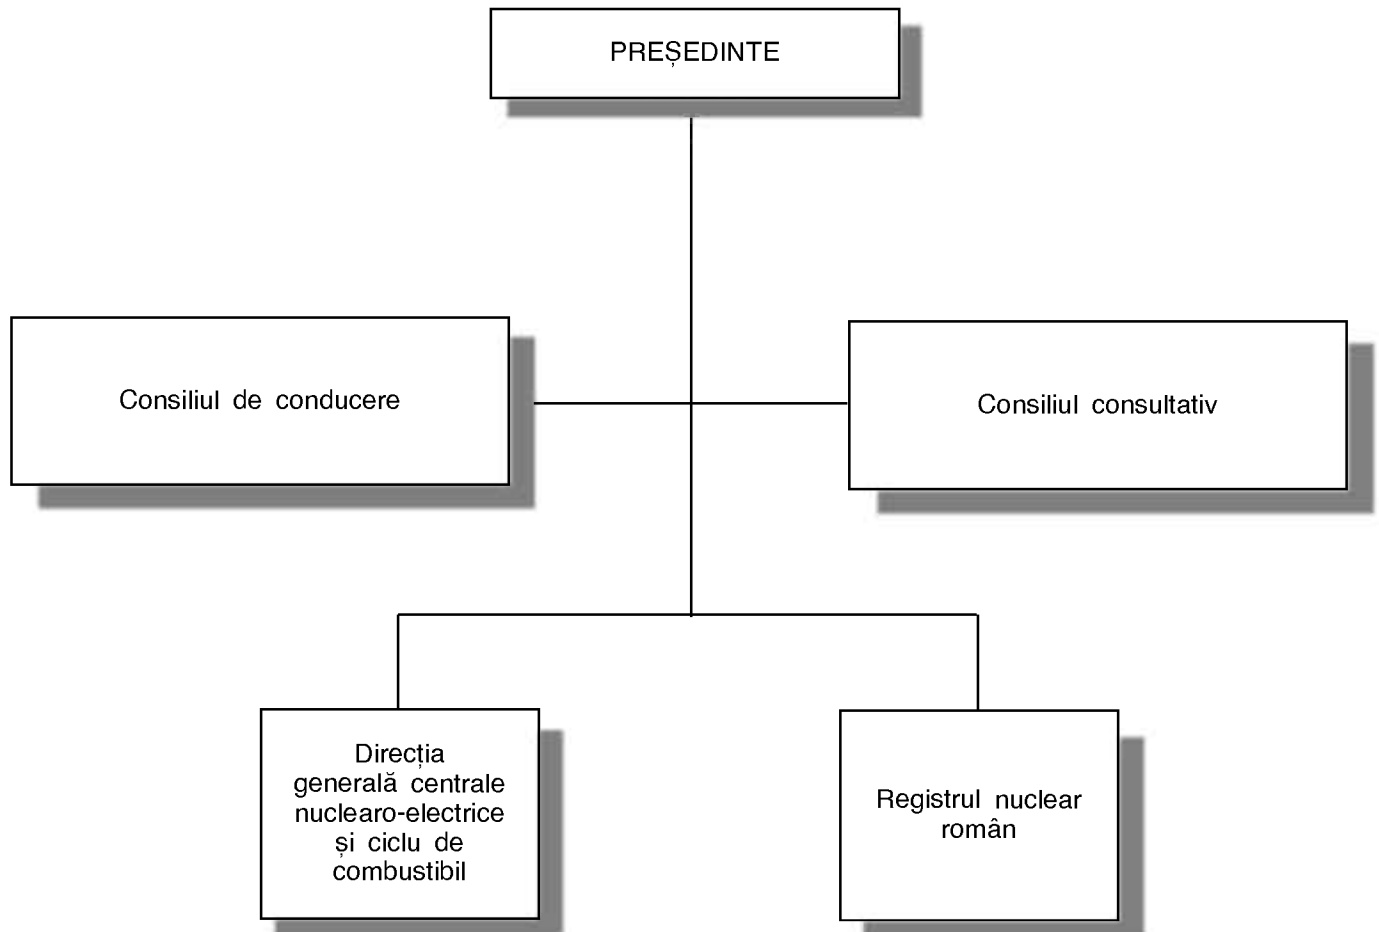 PREȘEDINTE
Consiliul de conducere
Consiliul consultativ
Direcția
generală centrale
nuclearo-electrice
și ciclu de
combustibil
Registrul nuclear
român